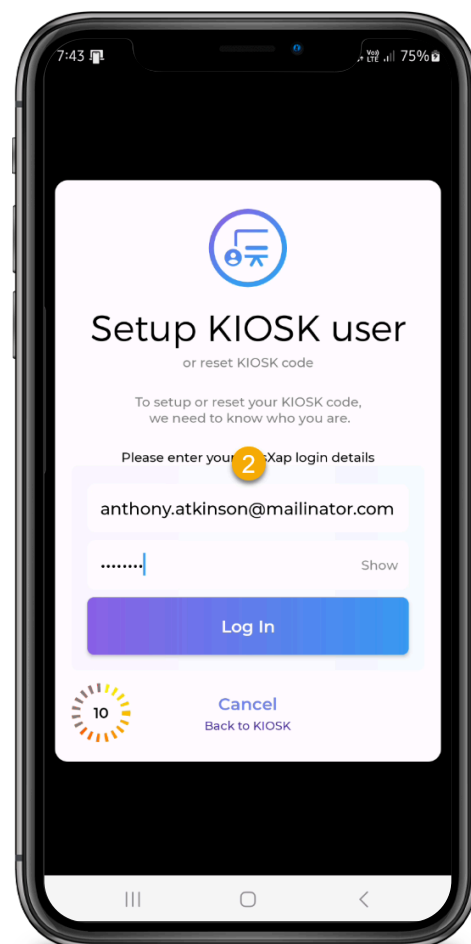 7:43 75%
Setup KIOSK user
or reset KIOSK code
To setup or reset your KIOSK code,
we need to know who you are.
Please enter your 2 sXap login details
anthony.atkinson@mailinator.com
Show
Log In
10 Cancel
Back to KIOSK